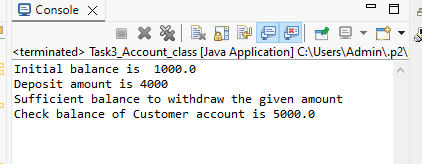 Console
<terminated> Task3_Account_class [Java Application] C:\Users\Admin\.p2\
Initial balance is  1000.0
Deposit amount is 4000
Sufficient balance to withdraw the given amount
Check balance of Customer account is 5000.0